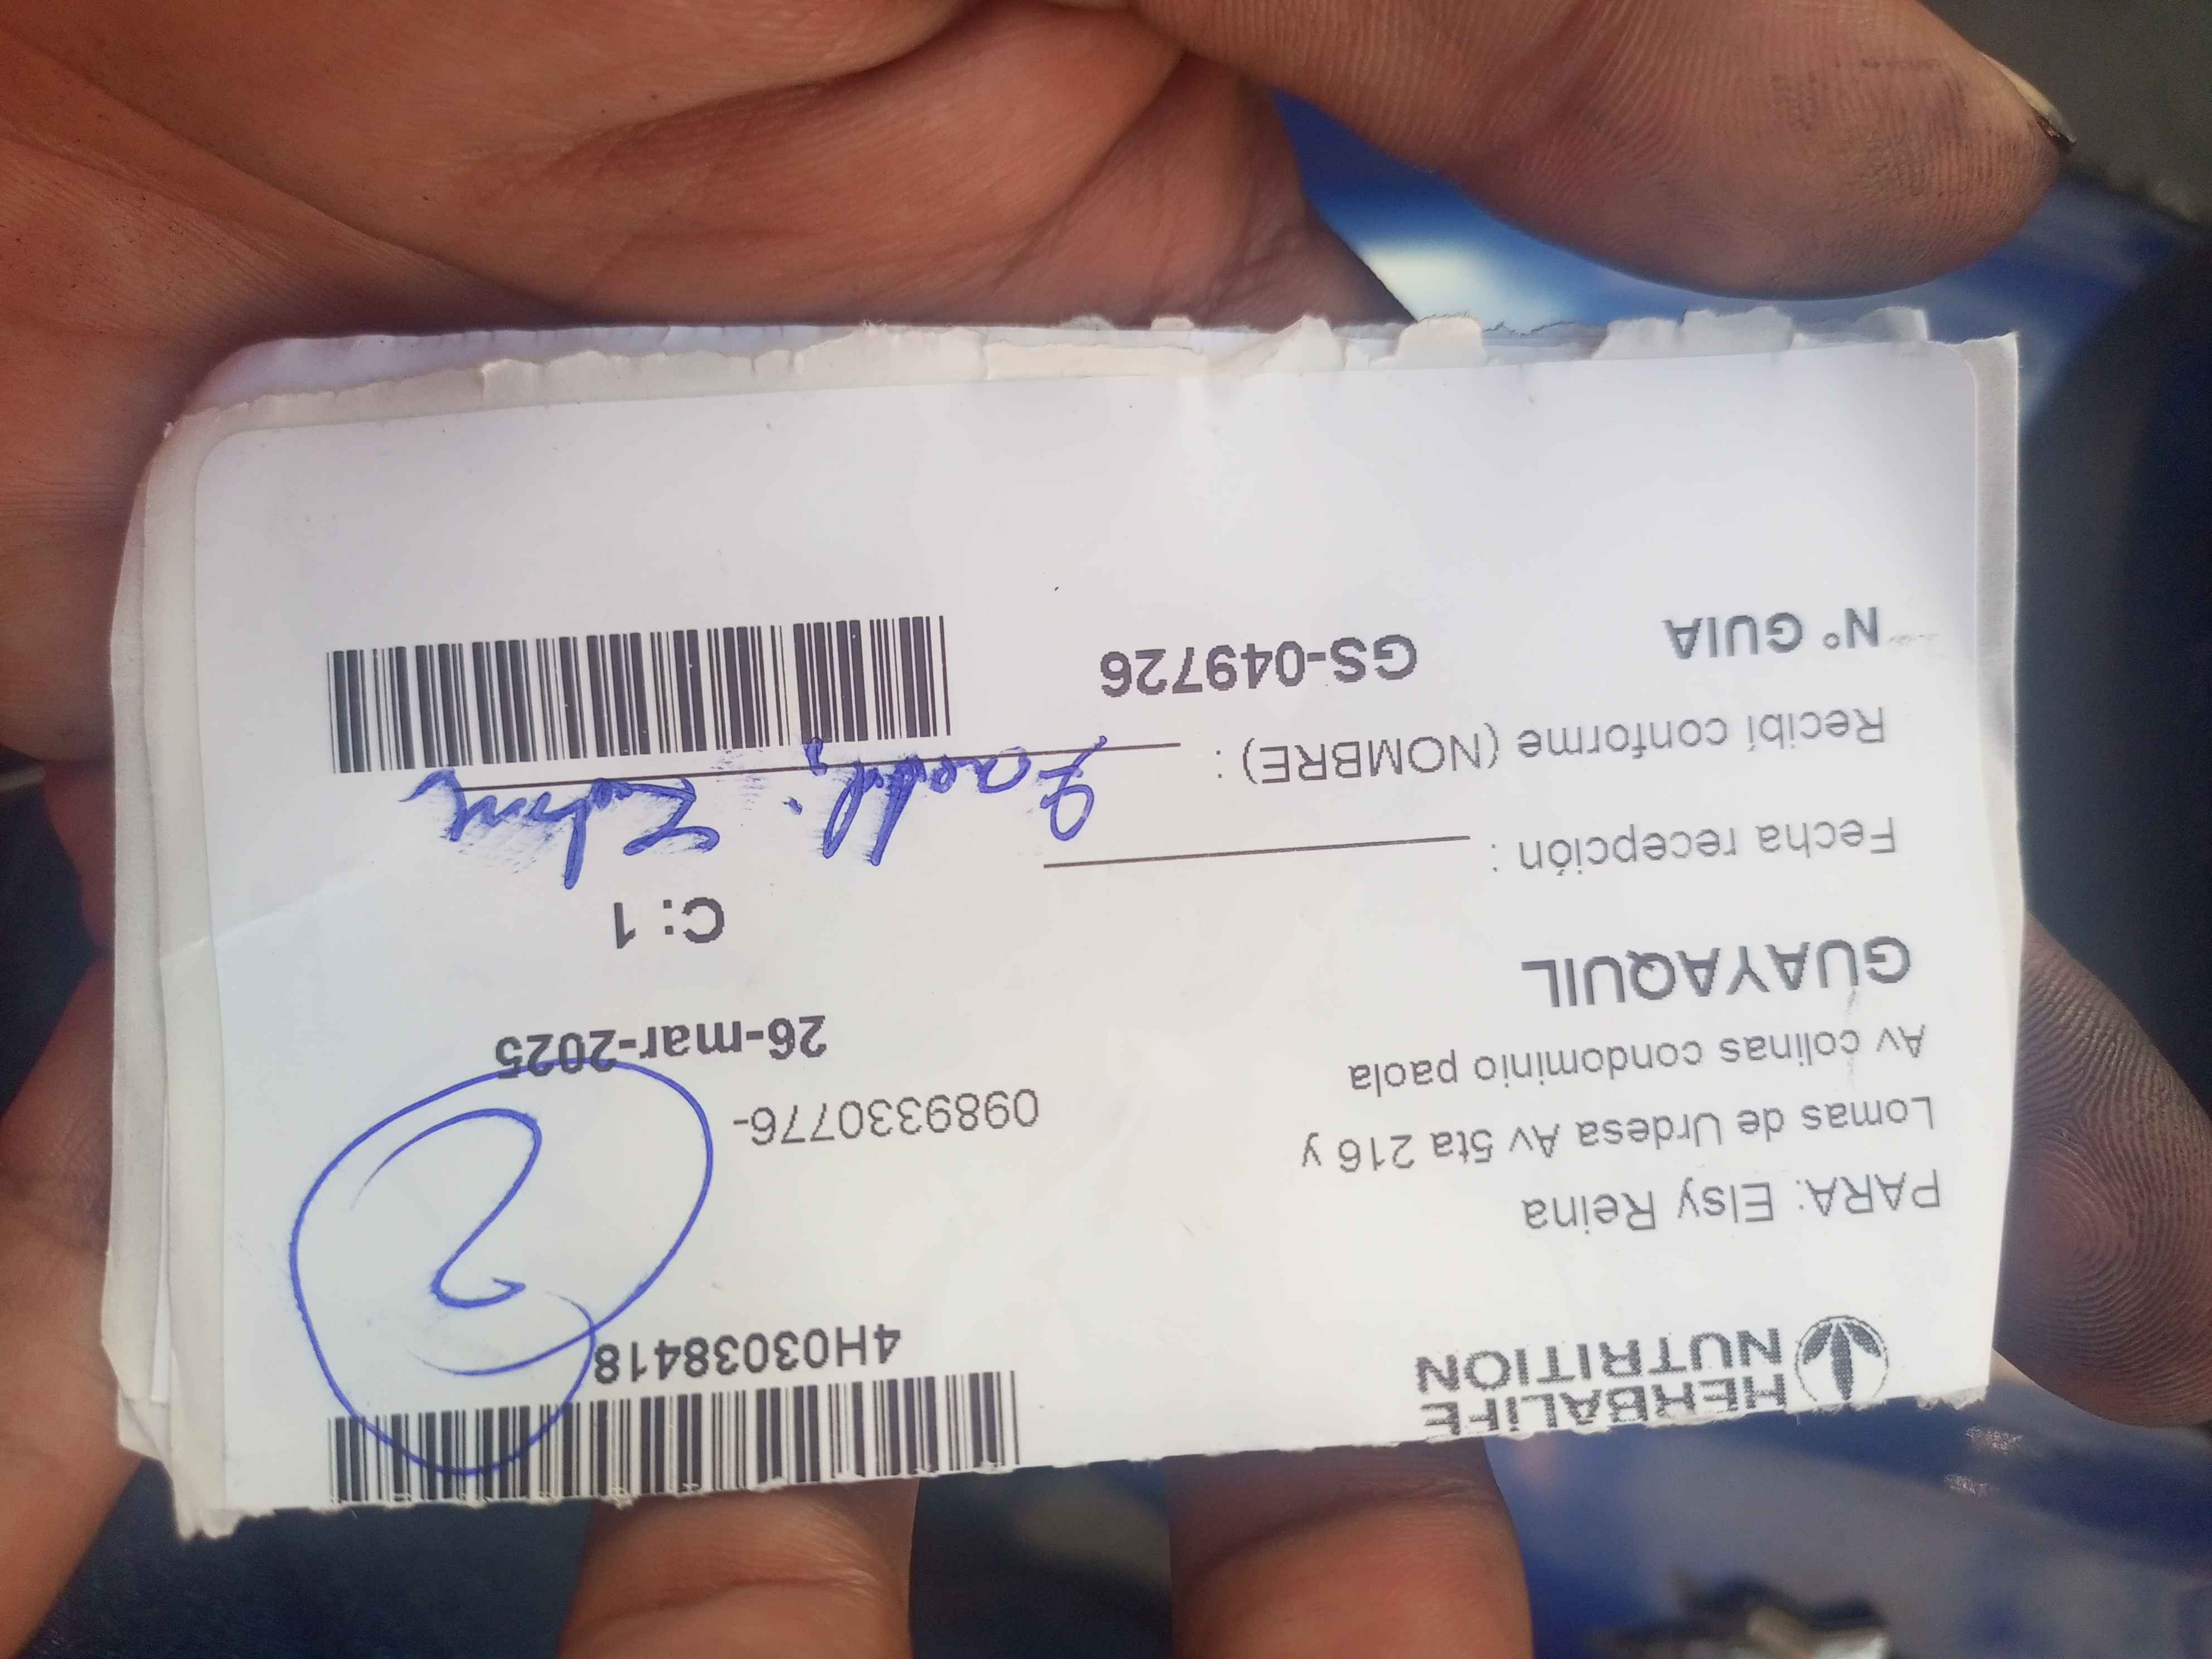 HERBALIFE
NUTRITION
4H03038418
PARA: Elsy Reina
Lomas de Urdesa Av 5ta 216 y
0989330776-
Av colinas condominio paola
26-mar-2025
2
GUAYAQUIL
C: 1
Fecha recepción :
Recibí conforme (NOMBRE) :
N° GUIA
GS-049726